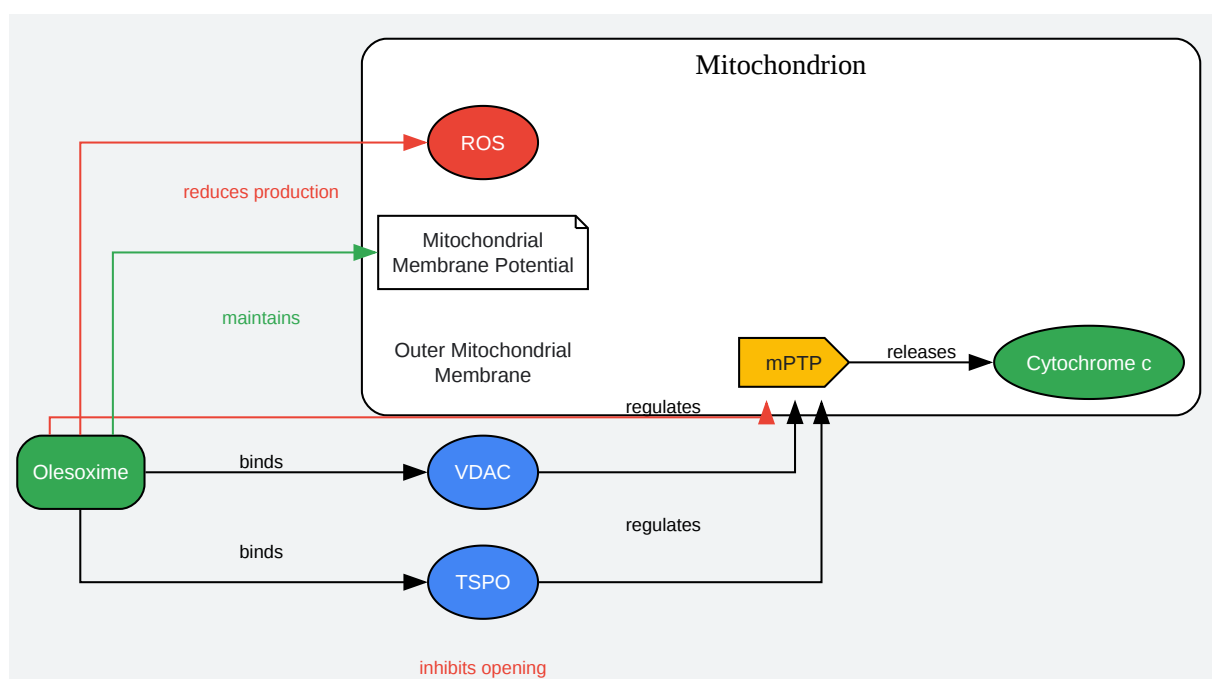 Mitochondrion
ROS
reduces production
Mitochondrial
Membrane Potential
maintains
Outer Mitochondrial
Membrane
mPTP
releases
Cytochrome c
regulates
Olesoxime
binds
VDAC
regulates
binds
TSPO
inhibits opening